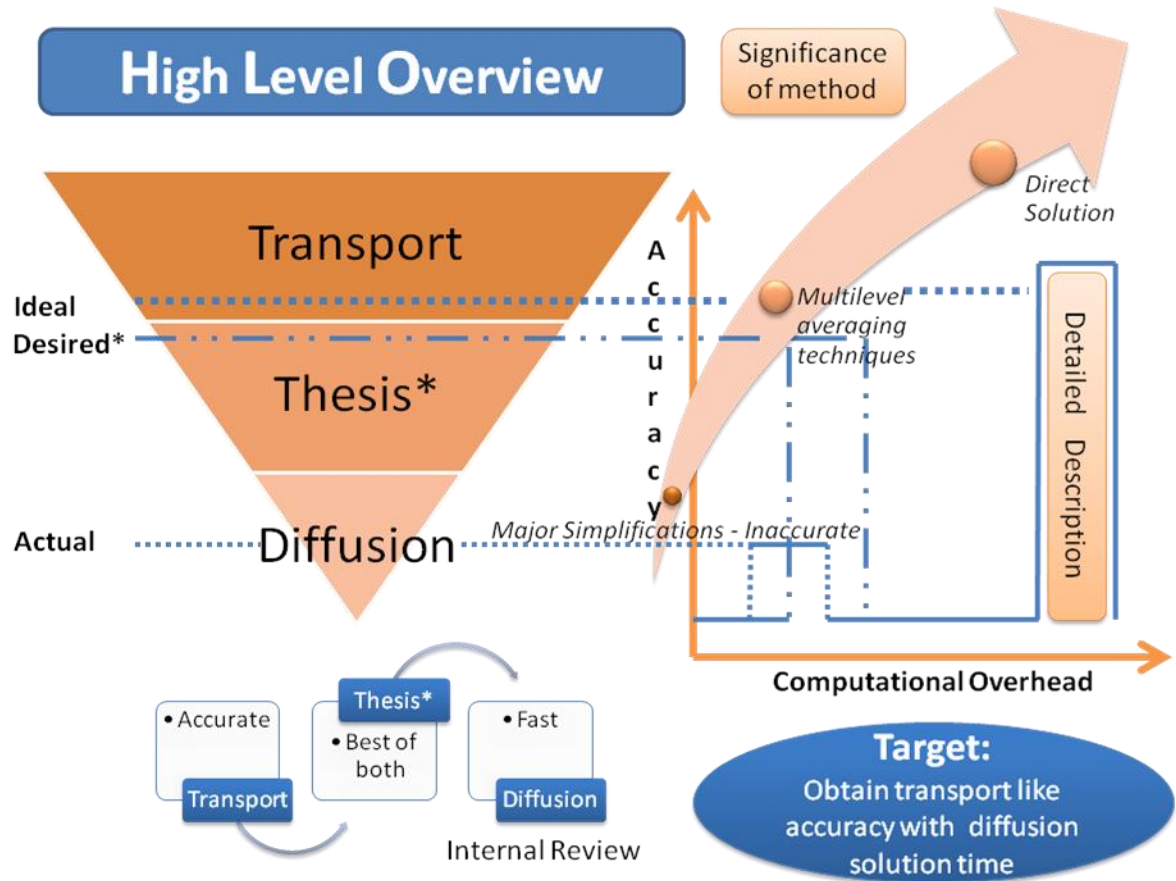 High Level Overview
Significance
of method
Transport
Ideal
Desired*
Thesis*
Actual
Diffusion
Accuracy
Direct
Solution
Multilevel
averaging
techniques
Major Simplifications - Inaccurate
Detailed Description
Computational Overhead
• Accurate
Transport
Thesis*
• Best of
both
• Fast
Diffusion
Internal Review
Target:
Obtain transport like
accuracy with diffusion
solution time